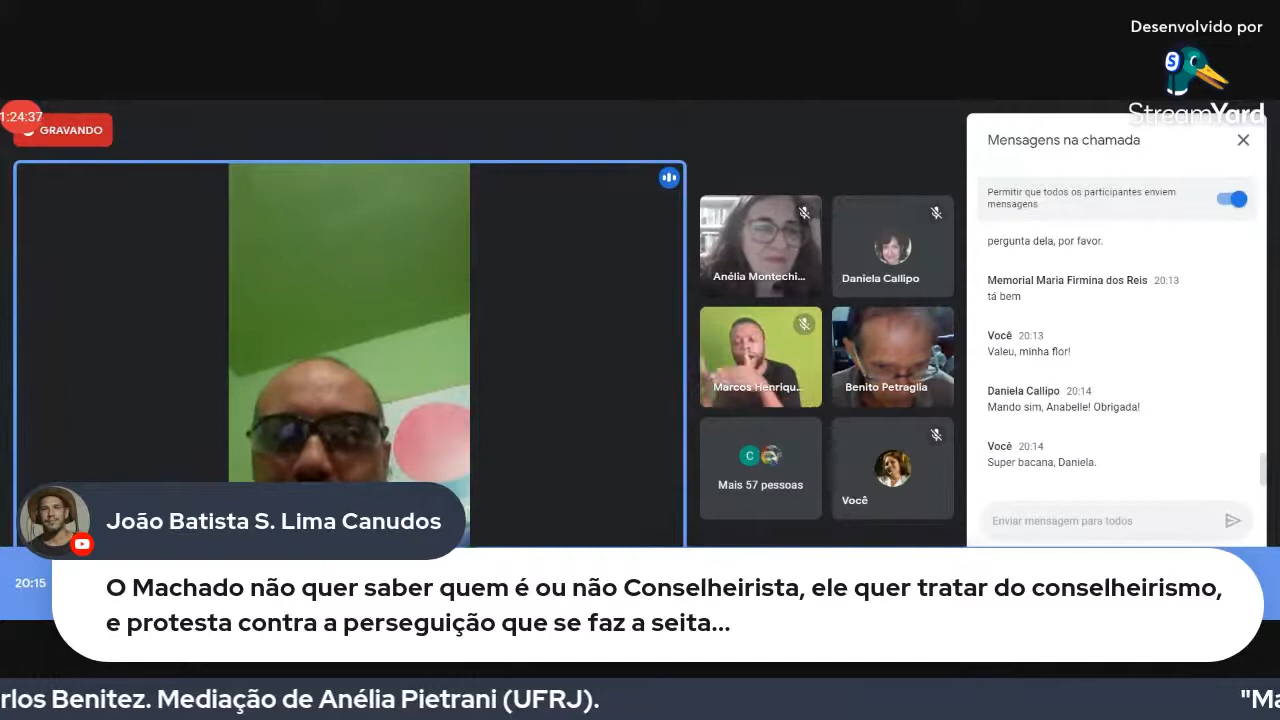 Desenvolvido por
S
StreamYard
1:24:37
GRAVANDO
Mensagens na chamada
Permitir que todos os participantes enviem
mensagens
pergunta dela, por favor.
Memorial Maria Firmina dos Reis 20:13
tá bem
Você 20:13
Valeu, minha flor!
Daniela Callipo 20:14
Mando sim, Anabelle! Obrigada!
Você 20:14
Super bacana, Daniela.
Enviar mensagem para todos
Anélia Montechi...
Daniela Callipo
Marcos Henriqu...
Benito Petraglia
C
Mais 57 pessoas
Você
João Batista S. Lima Canudos
20:15
O Machado não quer saber quem é ou não Conselheirista, ele quer tratar do conselheirismo,
e protesta contra a perseguição que se faz a seita...
rlos Benitez. Mediação de Anélia Pietrani (UFRJ). "Ma